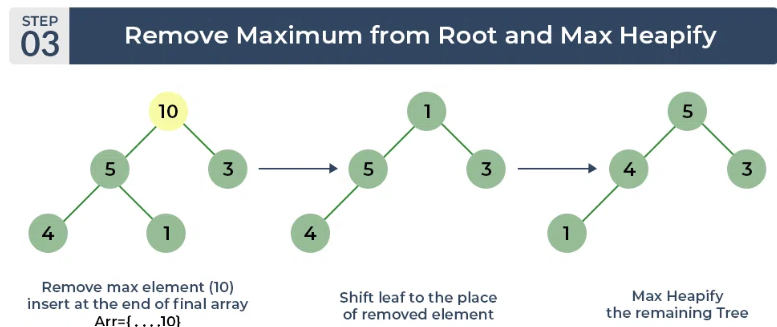 STEP
03
Remove Maximum from Root and Max Heapify
10
5
3
4
1
Remove max element (10)
insert at the end of final array
Arr={ . . . ,10}
1
5
3
4
Shift leaf to the place
of removed element
5
4
3
1
Max Heapify
the remaining Tree